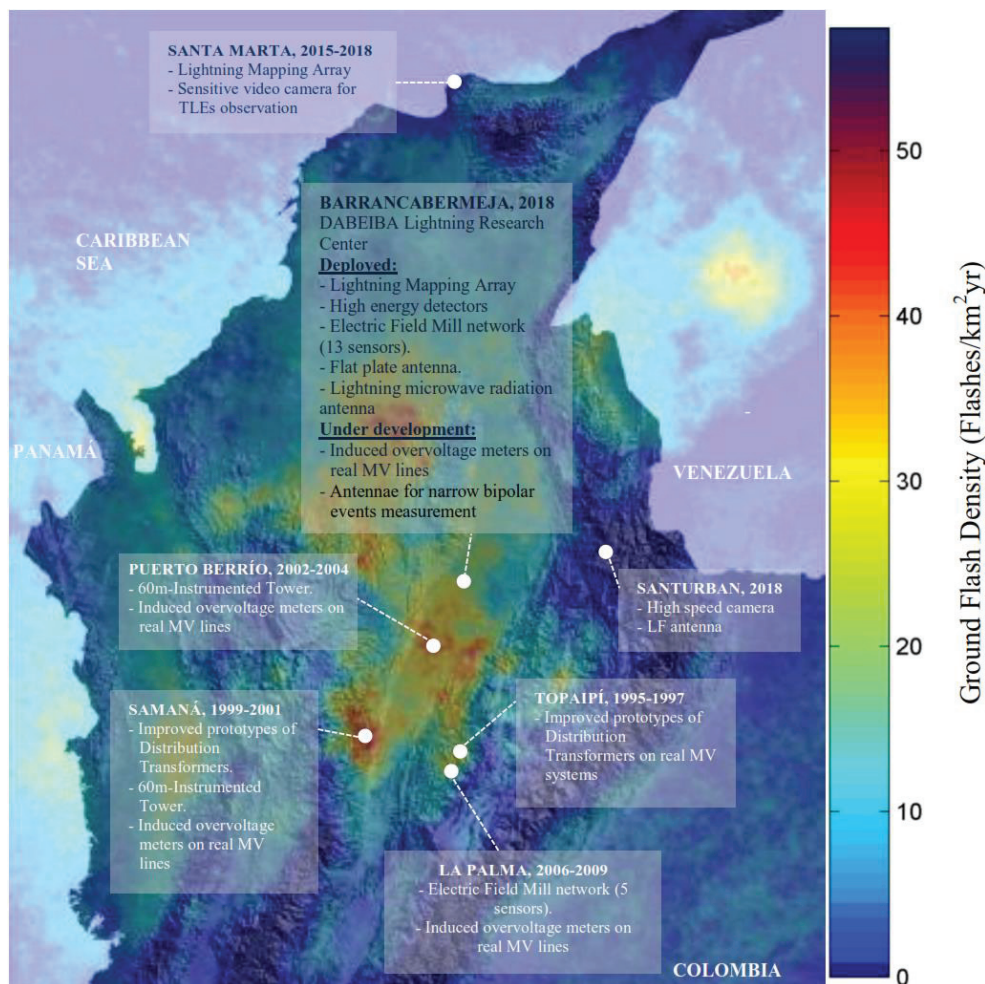 SANTA MARTA, 2015-2018
- Lightning Mapping Array
- Sensitive video camera for
TLEs observation
BARRANCABERMEJA, 2018
DABEIBA Lightning Research
Center
Deployed:
- Lightning Mapping Array
- High energy detectors
- Electric Field Mill network
(13 sensors).
- Flat plate antenna.
- Lightning microwave radiation
antenna
Under development:
- Induced overvoltage meters on
real MV lines
- Antennae for narrow bipolar
events measurement
CARIBBEAN
SEA
PANAMÁ
VENEZUELA
PUERTO BERRÍO, 2002-2004
- 60m-Instrumented Tower.
- Induced overvoltage meters on
real MV lines
SANTURBAN, 2018
- High speed camera
- LF antenna
SAMANÁ, 1999-2001
- Improved prototypes of
Distribution
Transformers.
- 60m-Instrumented
Tower.
- Induced overvoltage
meters on real MV
lines
TOPAIPÍ, 1995-1997
- Improved prototypes of
Distribution
Transformers on real MV
systems
LA PALMA, 2006-2009
- Electric Field Mill network (5
sensors).
- Induced overvoltage meters on
real MV lines
COLOMBIA
50
40
30
20
10
0
Ground Flash Density (Flashes/km²yr)